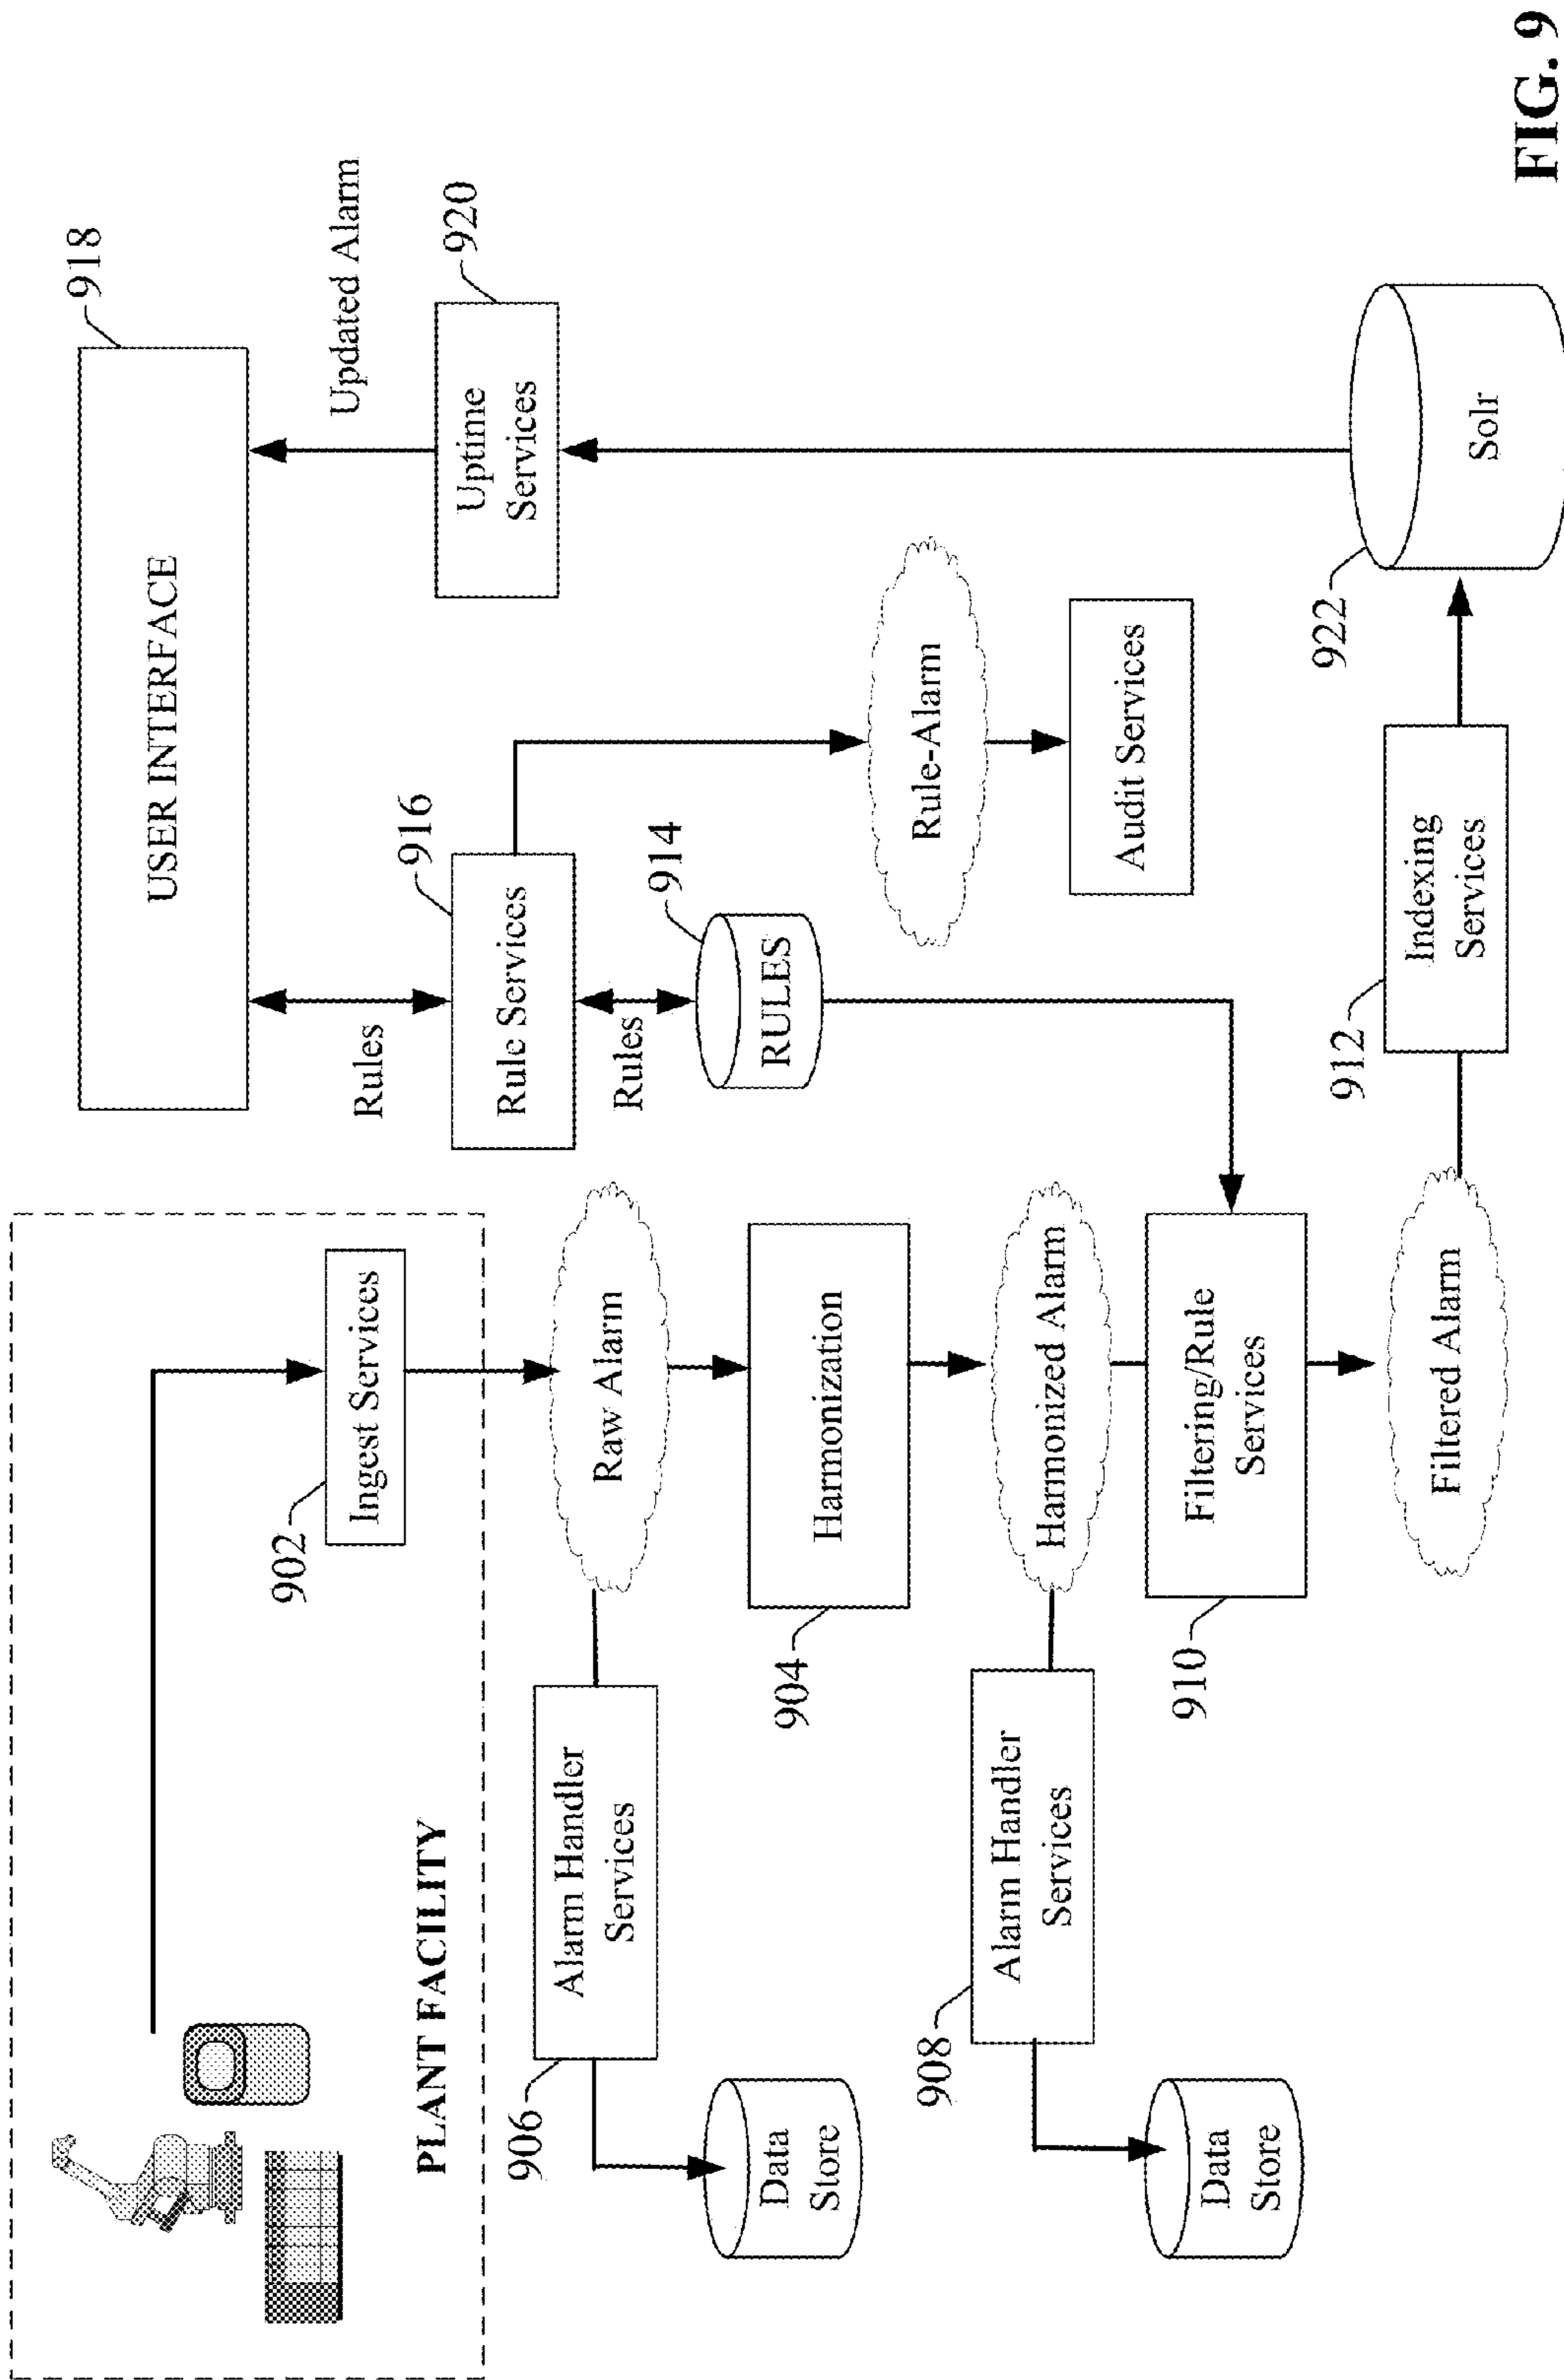 PLANT FACILITY
902
Ingest Services
USER INTERFACE
918
Rules
Updated Alarm
906
Alarm Handler
Services
Raw Alarm
Rule Services
916
Uptime
Services
920
Rules
Data
Store
904
Harmonization
RULES
914
Rule-Alarm
908
Alarm Handler
Services
Harmonized Alarm
Audit Services
Data
Store
910
Filtering/Rule
Services
Filtered Alarm
912
Indexing
Services
922
Solr
FIG. 9